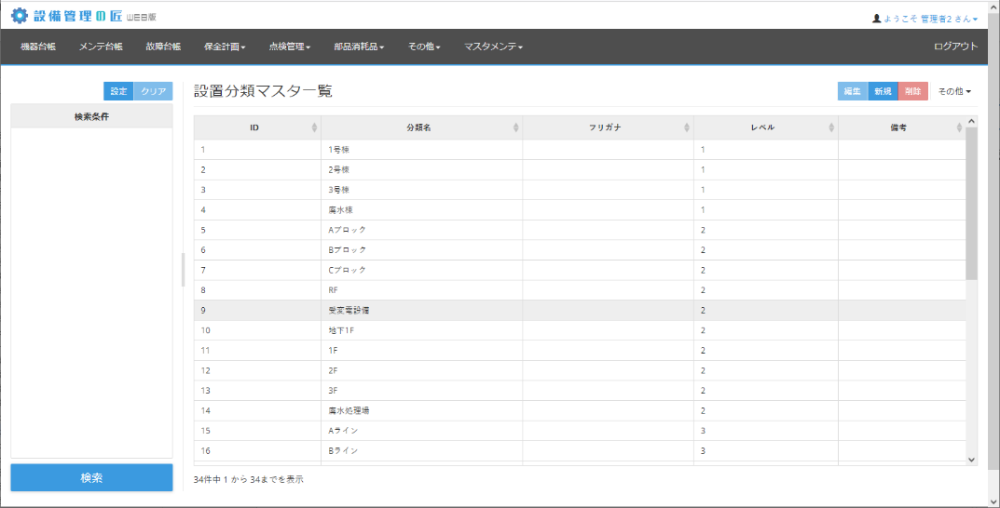 設備管理の匠
ようこそ 管理者2 さん
機器台帳 メンテ台帳 故障台帳 保全計画 点検管理 部品消耗品 その他 マスタメンテ ログアウト
設定 クリア
検索条件
検索
設置分類マスター覧
編集 新規 削除 その他
ID 分類名 フリガナ レベル 備考
1 1号棟 1
2 2号棟 1
3 3号棟 1
4 廃水棟 1
5 Aブロック 2
6 Bブロック 2
7 Cブロック 2
8 RF 2
9 受変電設備 2
10 地下1F 2
11 1F 2
12 2F 2
13 3F 2
14 廃水処理場 2
15 Aライン 3
16 Bライン 3
34件中 1 から 34までを表示